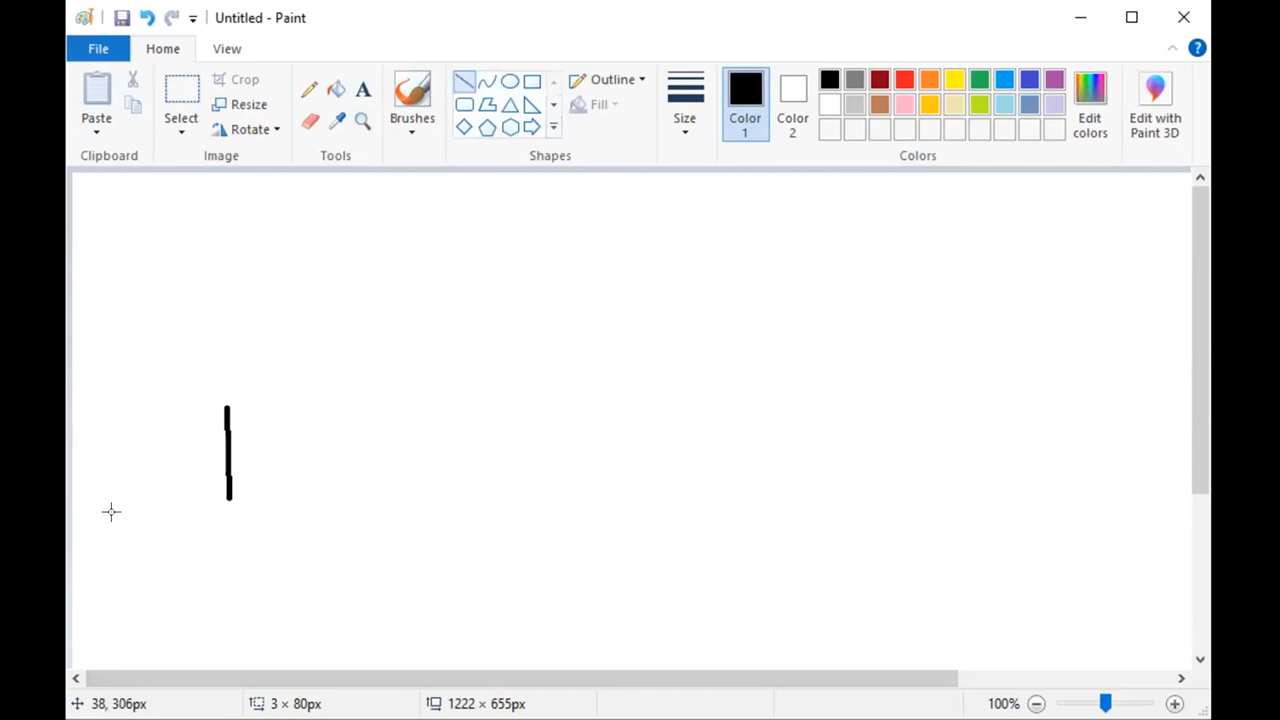 Untitled - Paint
File Home View
Paste
Clipboard
Select
Crop
Resize
Rotate
Image
A
Tools
Brushes
Outline
Fill
Shapes
Size
Color 1
Color 2
Edit colors
Colors
Edit with Paint 3D
38, 306px 3 × 80px 1222 × 655px 100%